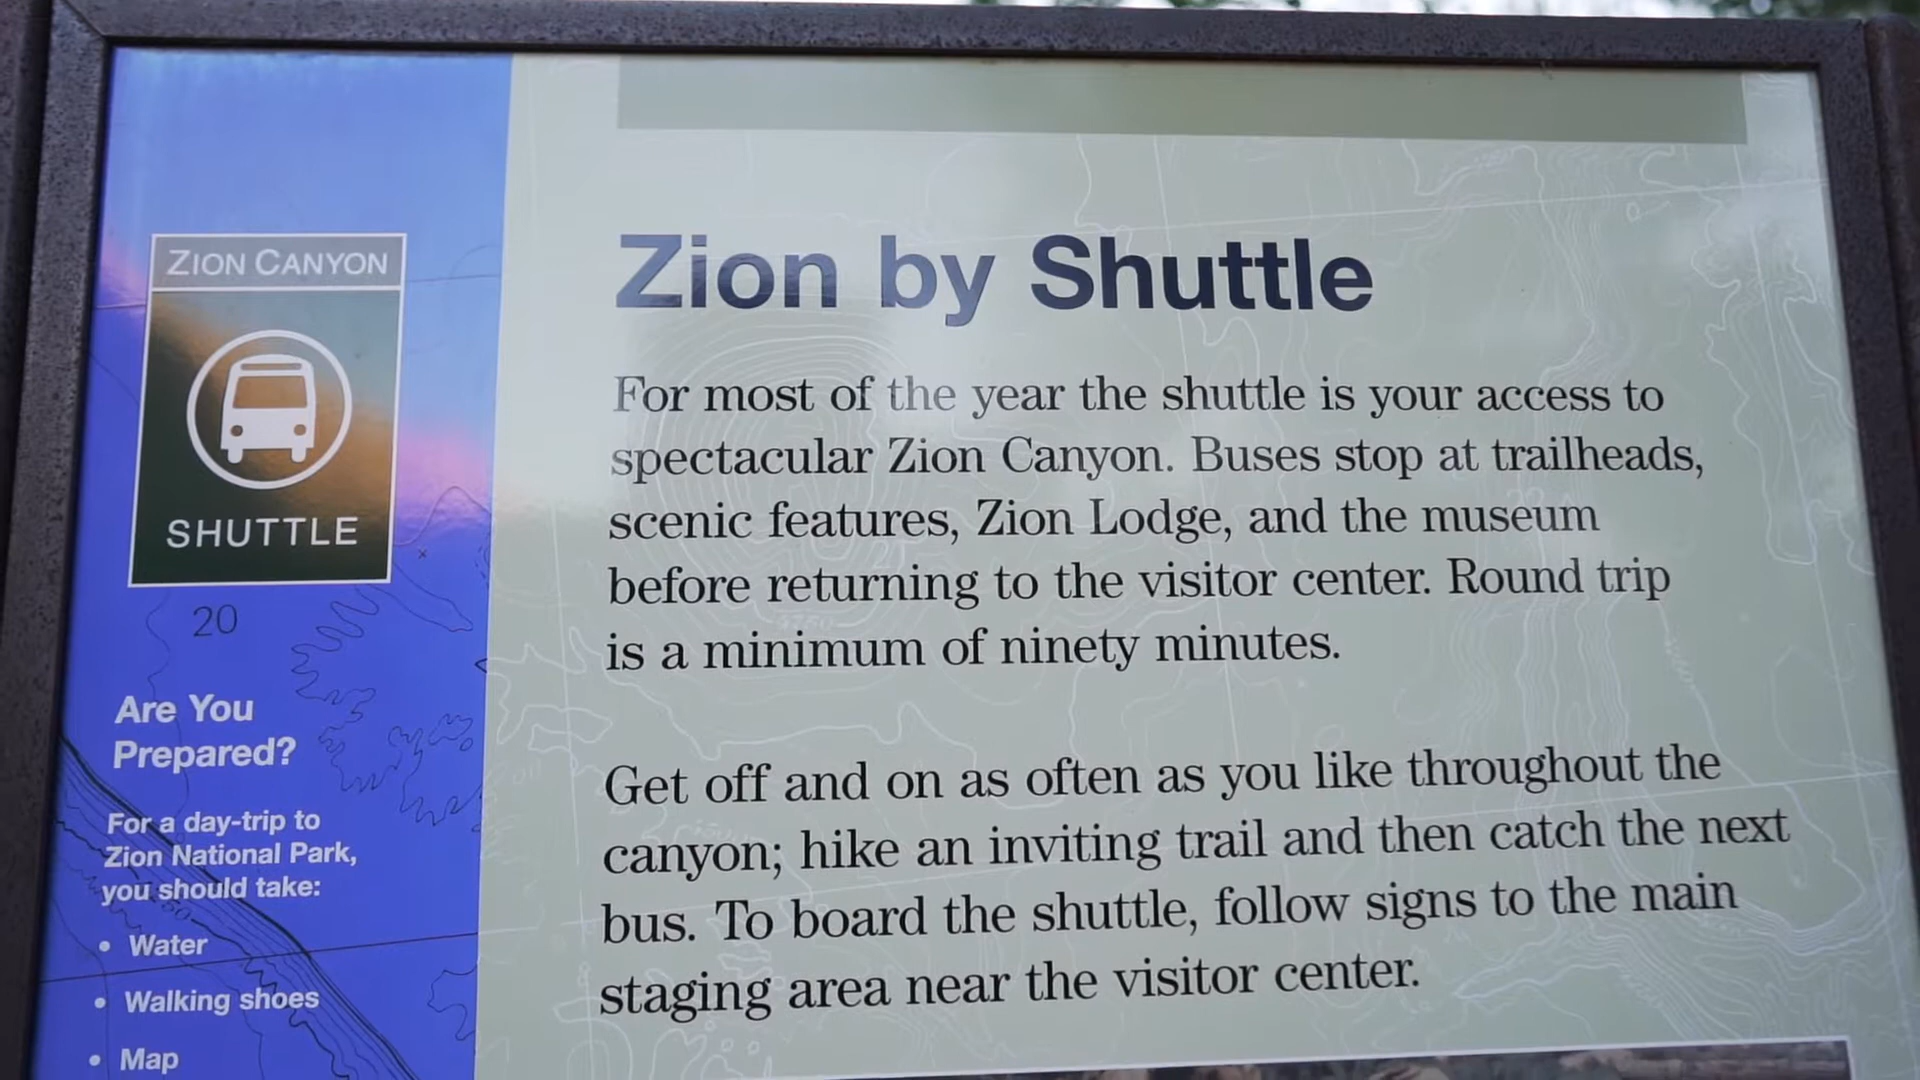 ZION CANYON
SHUTTLE
20
Are You
Prepared?
For a day-trip to
Zion National Park,
you should take:
• Water
• Walking shoes
• Map
Zion by Shuttle
For most of the year the shuttle is your access to
spectacular Zion Canyon. Buses stop at trailheads,
scenic features, Zion Lodge, and the museum
before returning to the visitor center. Round trip
is a minimum of ninety minutes.
Get off and on as often as you like throughout the
canyon; hike an inviting trail and then catch the next
bus. To board the shuttle, follow signs to the main
staging area near the visitor center.